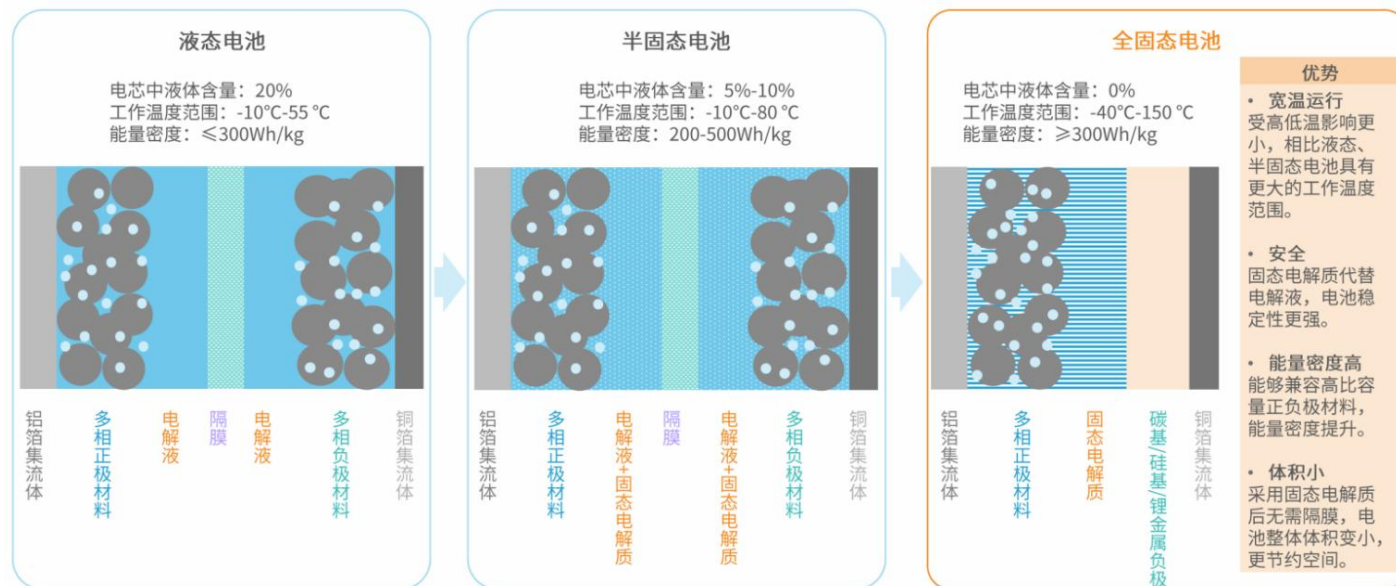 液态电池
电芯中液体含量：20%
工作温度范围：-10℃-55 ℃
能量密度：≤300Wh/kg
铝箔集流体
多相正极材料
电解液
隔膜
电解液
多相负极材料
铜箔集流体
半固态电池
电芯中液体含量：5%-10%
工作温度范围：-10℃-80 ℃
能量密度：200-500Wh/kg
铝箔集流体
多相正极材料
电解液+固态电解质
隔膜
电解液+固态电解质
多相负极材料
铜箔集流体
全固态电池
电芯中液体含量：0%
工作温度范围：-40℃-150 ℃
能量密度：≥300Wh/kg
铝箔集流体
多相正极材料
固态电解质
碳基/硅基/锂金属负极
铜箔集流体
优势
• 宽温运行
受高低温影响更
小，相比液态、
半固态电池具有
更大的工作温度
范围。
• 安全
固态电解质代替
电解液，电池稳
定性更强。
• 能量密度高
能够兼容高比容
量正负极材料，
能量密度提升。
• 体积小
采用固态电解质
后无需隔膜，电
池整体体积变小，
更节约空间。